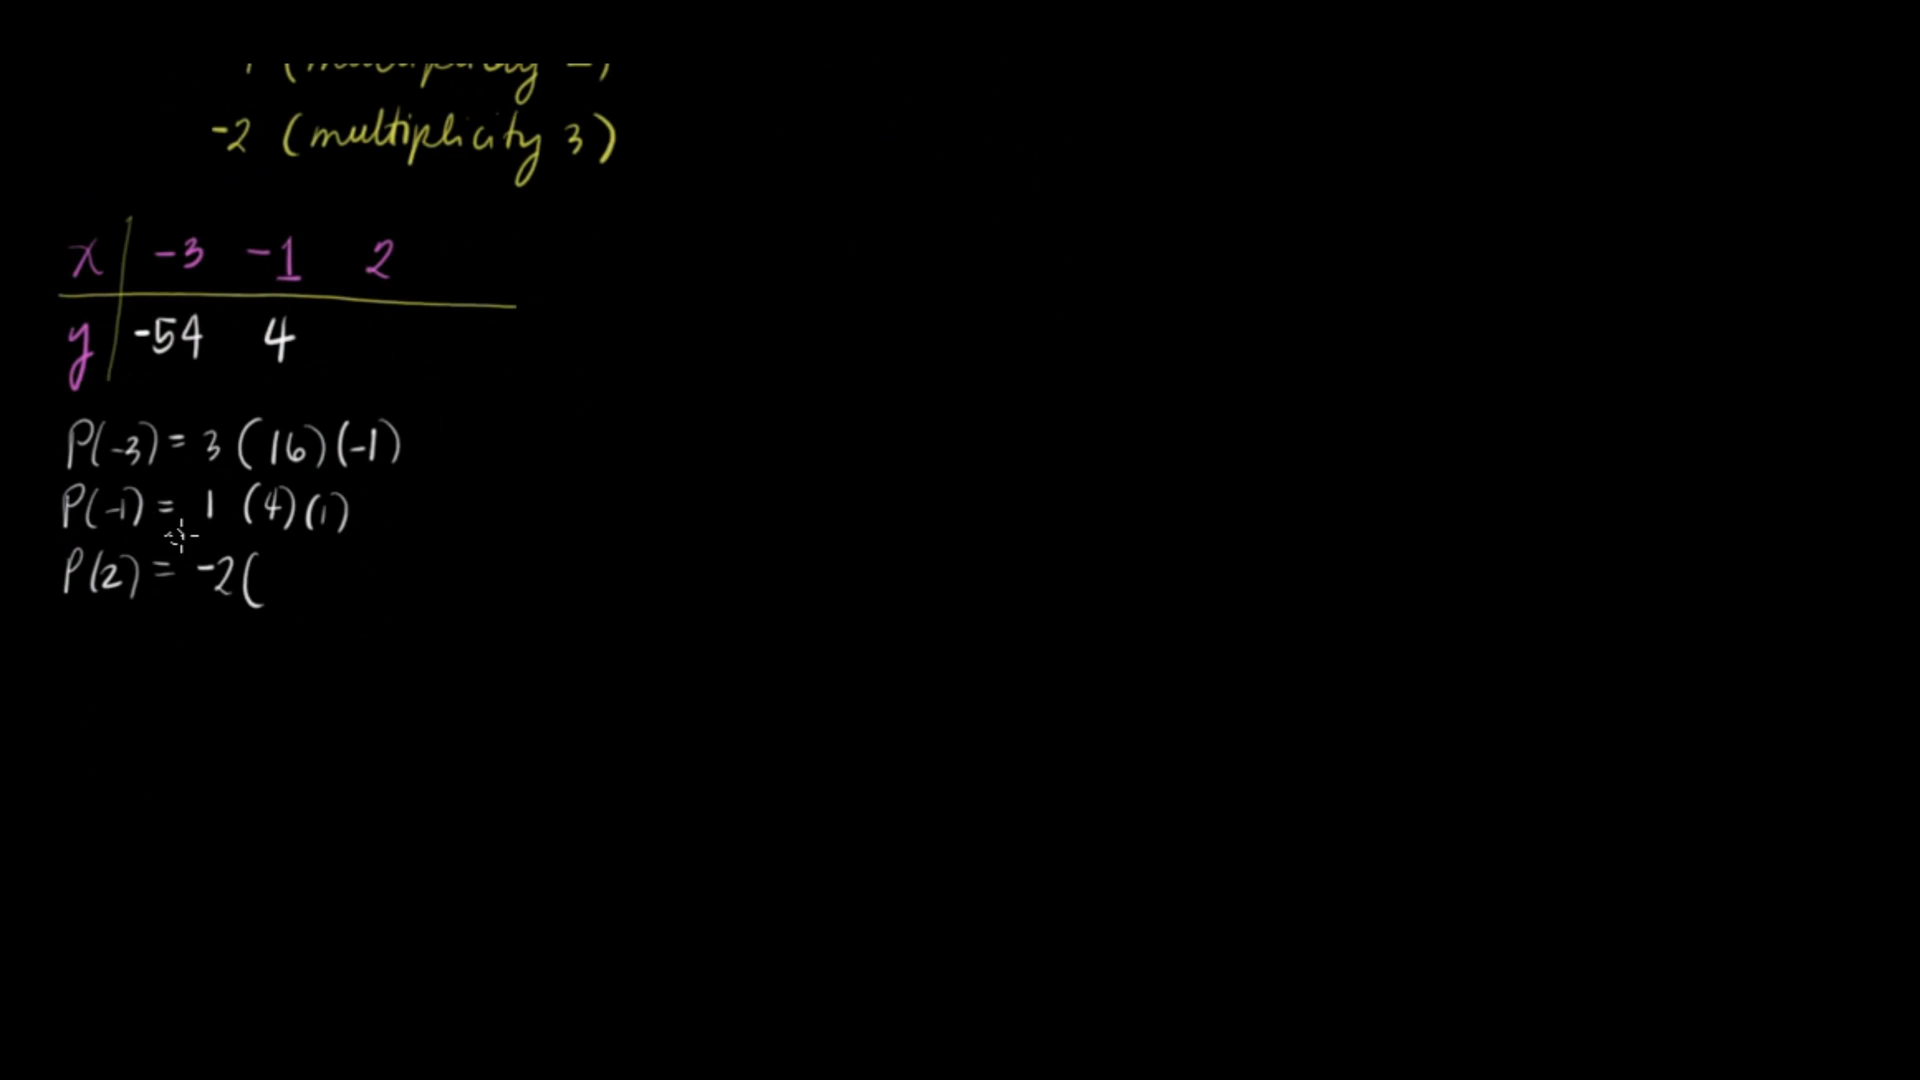 -2 (multiplicity 3)
x -3 -1 2
y -54 4
P(-3) = 3 (16)(-1)
P(-1) = 1 (4)(1)
P(2) = -2(